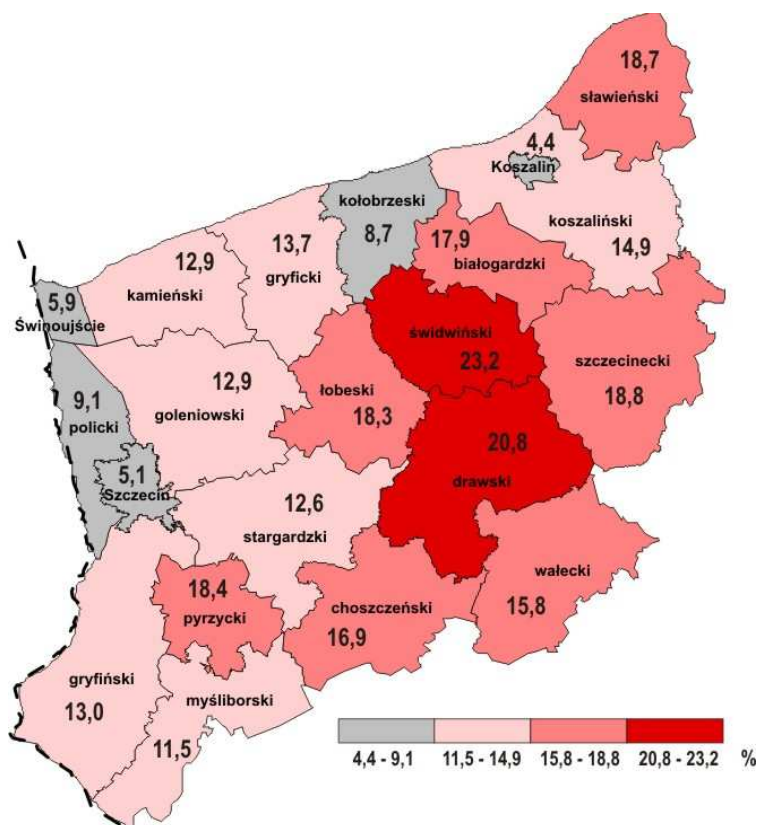 18,7
sławieński
4,4
Koszalin
kołobrzeski
8,7
koszaliński
14,9
17,9
białogardzki
13,7
gryficki
12,9
kamieński
5,9
Świnoujście
świdwiński
23,2
szczecinecki
18,8
12,9
goleniowski
łobeski
18,3
9,1
policki
20,8
drawski
5,1
Szczecin
12,6
stargardzki
wałecki
15,8
18,4
pyrzycki
choszczeński
16,9
gryfiński
13,0
myśliborski
11,5
4,4 - 9,1 11,5 - 14,9 15,8 - 18,8 20,8 - 23,2 %